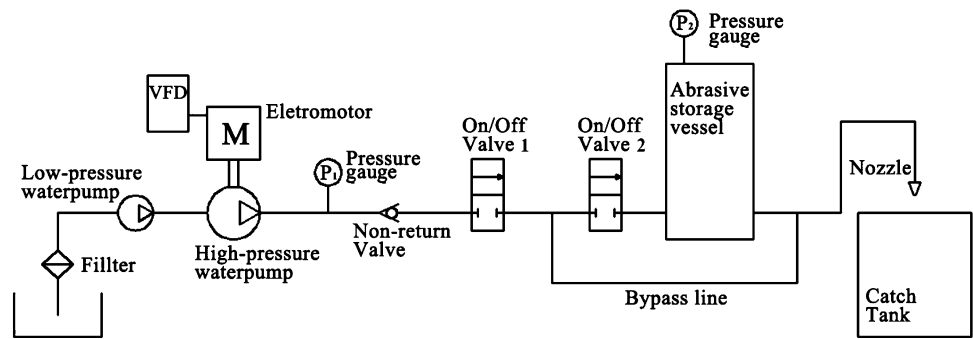 P₂
Pressure
gauge
VFD
M
Eletromotor
Abrasive
storage
vessel
On/Off
Valve 1
On/Off
Valve 2
P₁
Pressure
gauge
Low-pressure
waterpump
Nozzle
Non-return
Valve
High-pressure
waterpump
Fillter
Bypass line
Catch
Tank